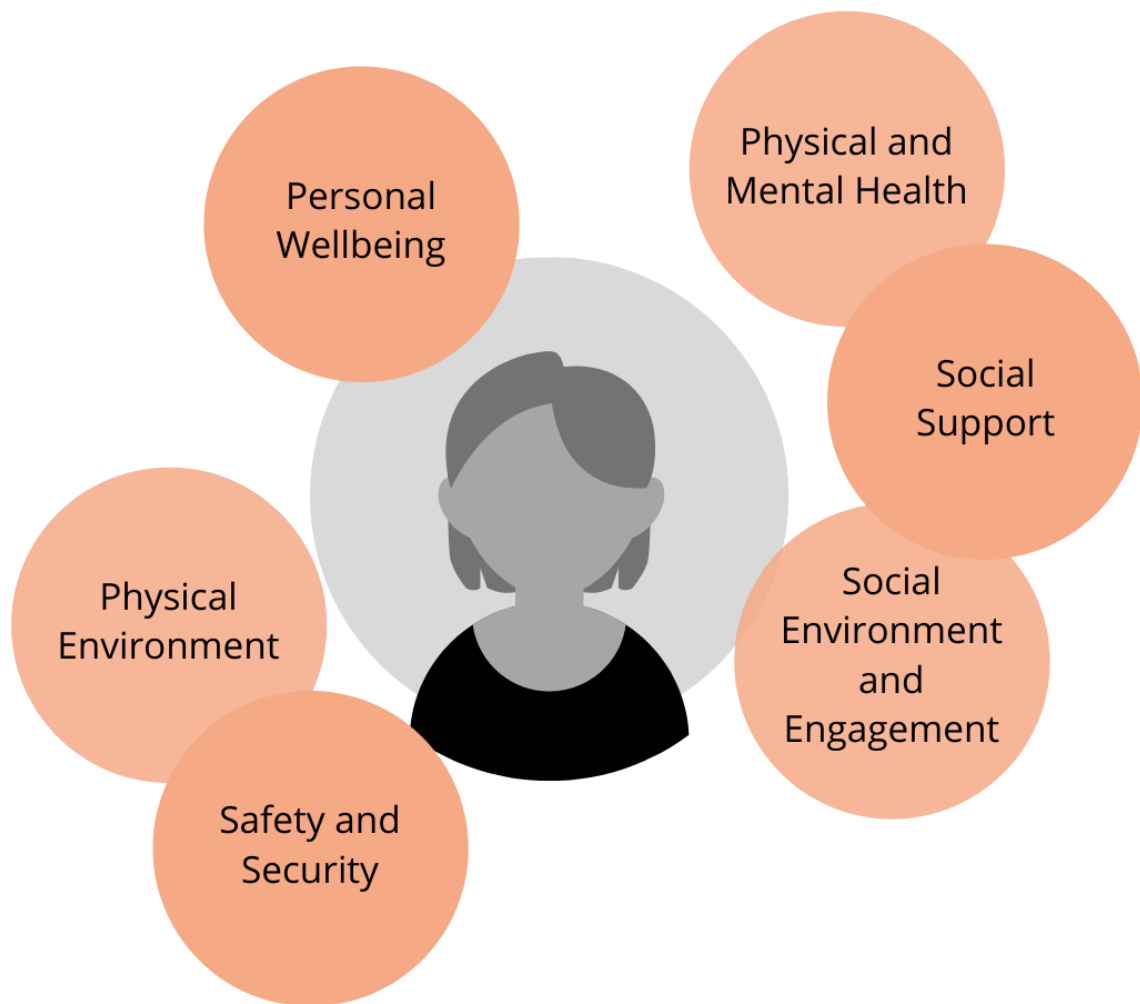 Personal
Wellbeing
Physical and
Mental Health
Social
Support
Physical
Environment
Social
Environment
and
Engagement
Safety and
Security